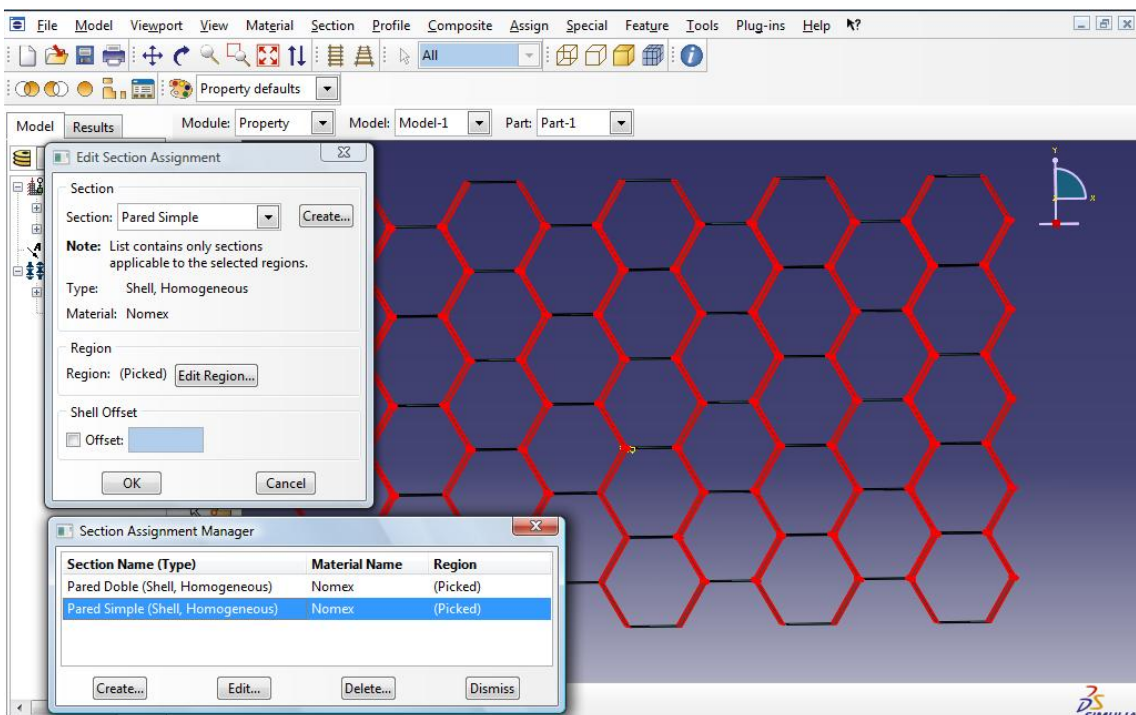 File Model Viewport View Material Section Profile Composite Assign Special Feature Tools Plug-ins Help
All
Property defaults
Model Results Module: Property Model: Model-1 Part: Part-1
Edit Section Assignment
Section
Section: Pared Simple Create...
Note: List contains only sections
applicable to the selected regions.
Type: Shell, Homogeneous
Material: Nomex
Region
Region: (Picked) Edit Region...
Shell Offset
Offset:
OK Cancel
Y
X
Section Assignment Manager
Section Name (Type) Material Name Region
Pared Doble (Shell, Homogeneous) Nomex (Picked)
Pared Simple (Shell, Homogeneous) Nomex (Picked)
Create... Edit... Delete... Dismiss